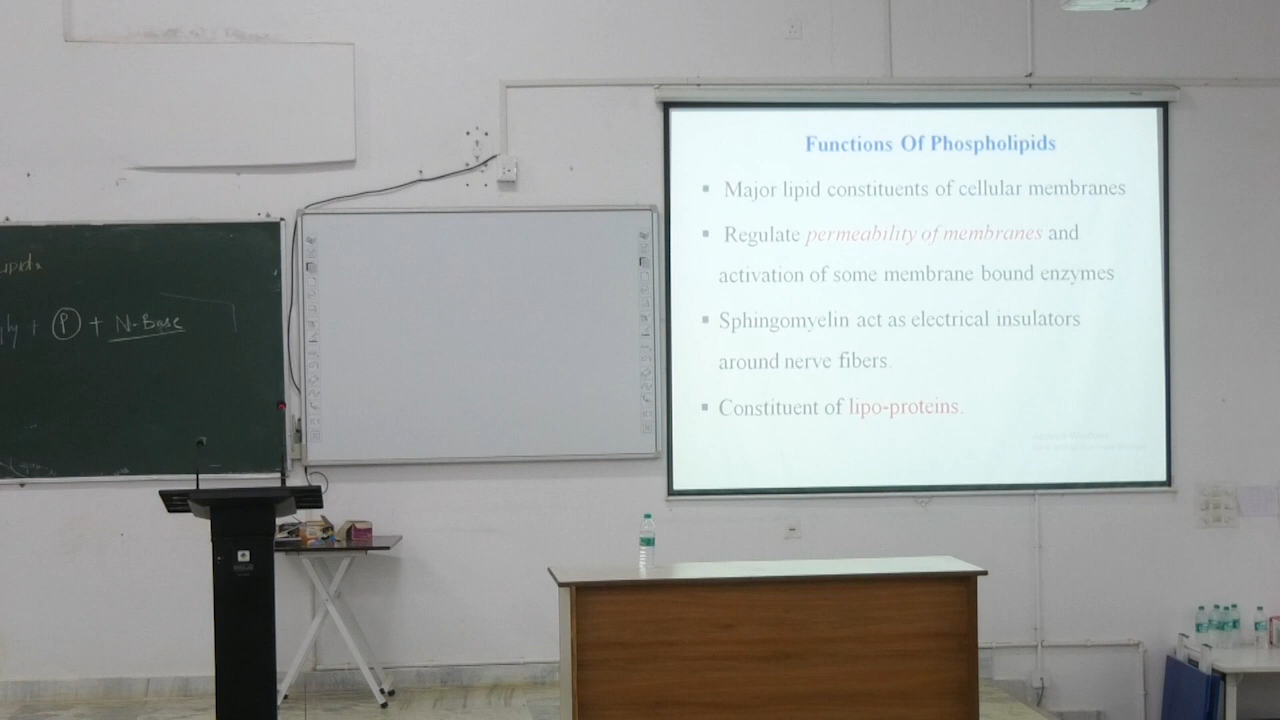 Functions Of Phospholipids
▪ Major lipid constituents of cellular membranes
▪ Regulate permeability of membranes and
activation of some membrane bound enzymes
▪ Sphingomyelin act as electrical insulators
around nerve fibers.
▪ Constituent of lipo-proteins.
+ P + N-Base